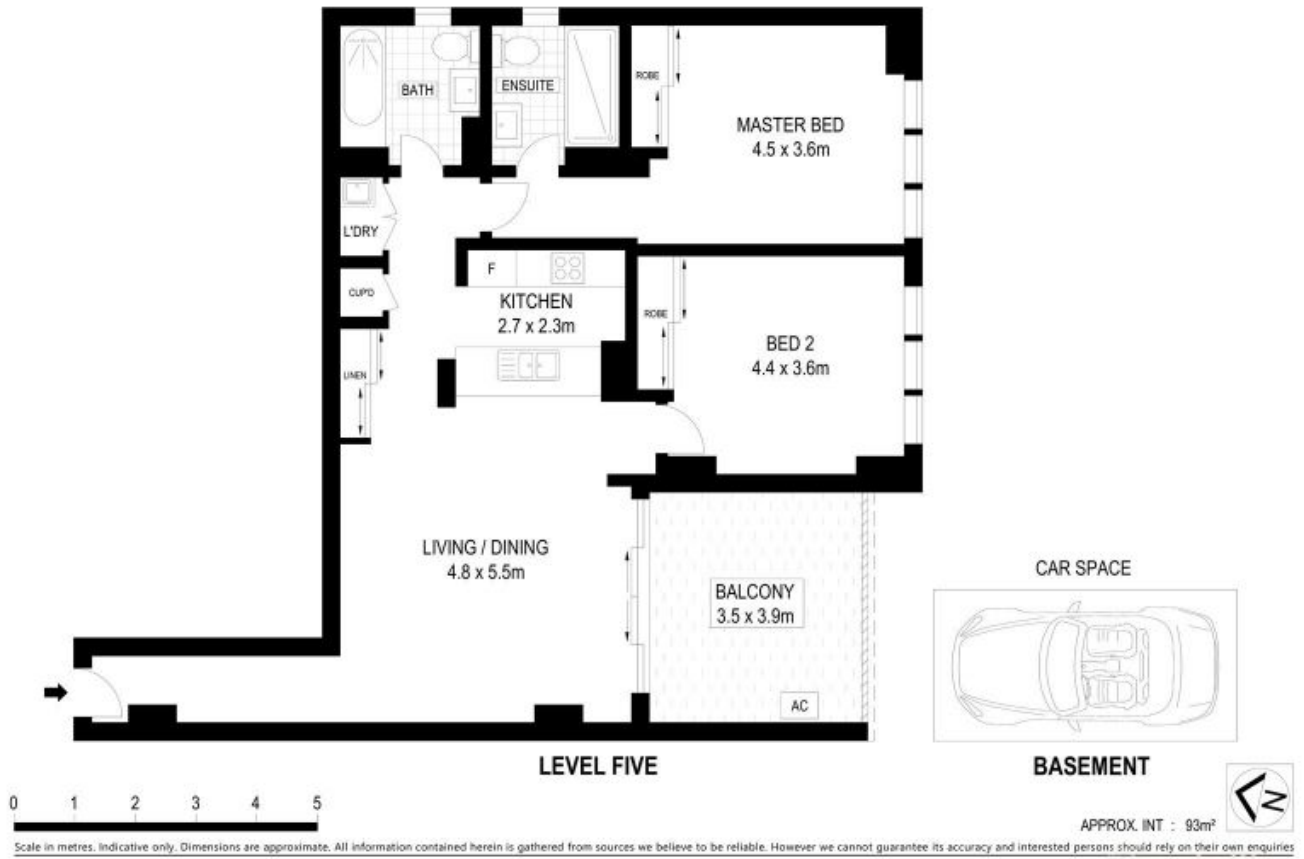 BATH
ENSUITE
ROBE
MASTER BED
4.5 x 3.6m
L'DRY
CUP'D
LINEN
F
KITCHEN
2.7 x 2.3m
ROBE
BED 2
4.4 x 3.6m
LIVING / DINING
4.8 x 5.5m
BALCONY
3.5 x 3.9m
AC
CAR SPACE
LEVEL FIVE
BASEMENT
0 1 2 3 4 5
APPROX. INT : 93m²
N
Scale in metres. Indicative only. Dimensions are approximate. All information contained herein is gathered from sources we believe to be reliable. However we cannot guarantee its accuracy and interested persons should rely on their own enquiries